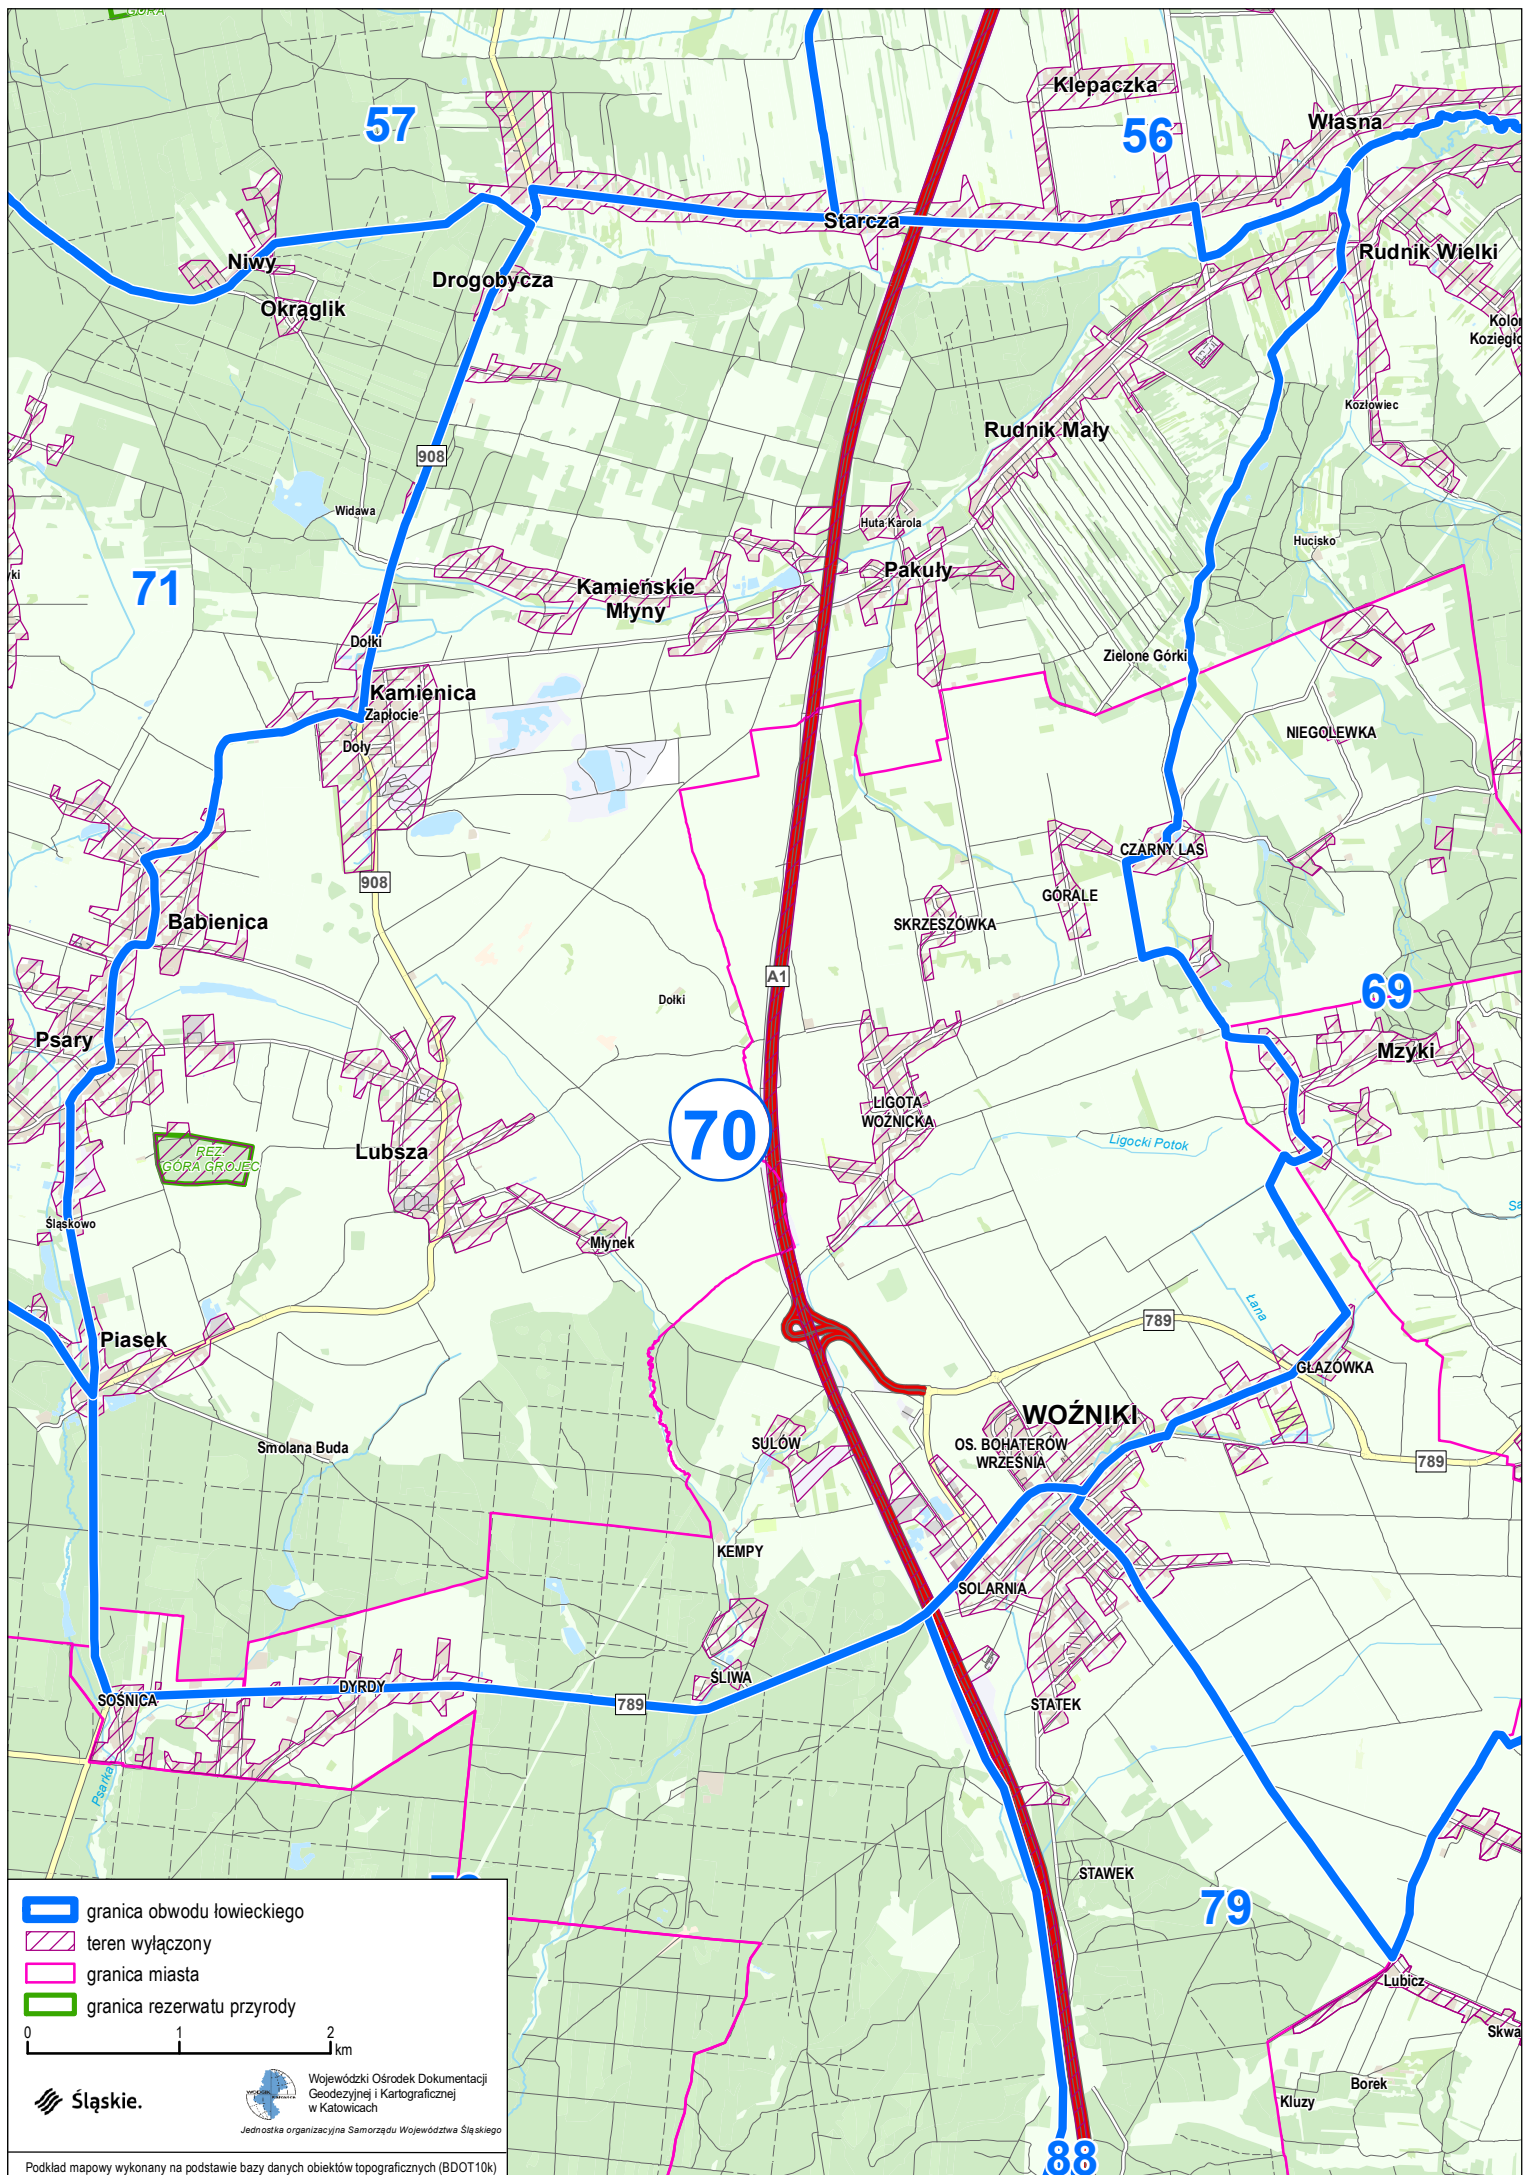 GÓRA
57
Klepaczka
56
Własna
Starcza
Niwy
Drogobycza
Okrąglik
Rudnik Wielki
Kozłowiec
908
Rudnik Mały
Widawa
Huta Karola
Hucisko
71
Kamieńskie
Młyny
Pakuły
Dołki
Zielone Górki
Kamienica
Zapłocie
Doły
NIEGOLEWKA
CZARNY LAS
908
GÓRALE
Babienica
SKRZESZÓWKA
A1
69
Dołki
Psary
Mzyki
70
LIGOTA
WOŹNICKA
Ligocki Potok
REZ.
GÓRA GROJEC
Lubsza
Śląskowo
Młynek
Łana
789
Piasek
GŁAZÓWKA
WOŹNIKI
SULÓW
OS. BOHATERÓW
WRZEŚNIA
Smolana Buda
789
KEMPY
SOLARNIA
ŚLIWA
SOŚNICA
DYRDY
789
STATEK
Psarka
STAWEK
79
Lubicz
Skwa
Borek
Kluzy
88
granica obwodu łowieckiego
teren wyłączony
granica miasta
granica rezerwatu przyrody
0 1 2
km
Śląskie.
Wojewódzki Ośrodek Dokumentacji
Geodezyjnej i Kartograficznej
w Katowicach
Jednostka organizacyjna Samorządu Województwa Śląskiego
Podkład mapowy wykonany na podstawie bazy danych obiektów topograficznych (BDOT10k)